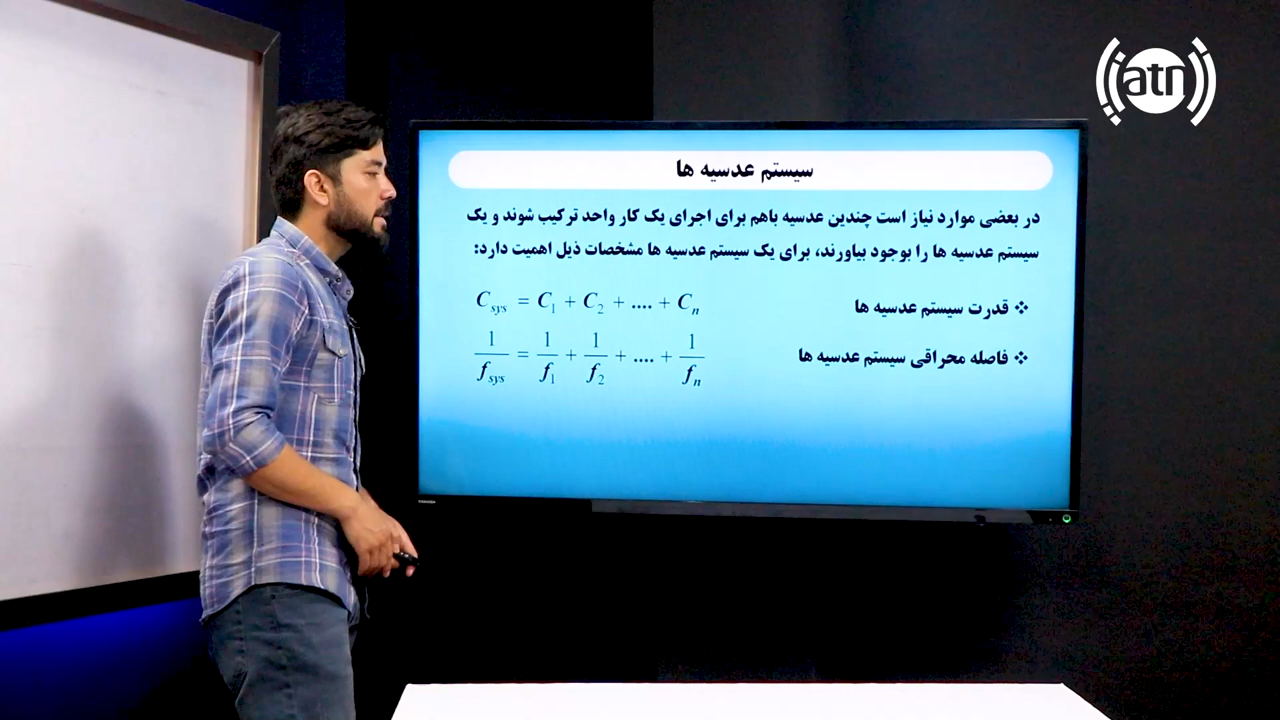 atn
سیستم عدسیه ها
در بعضی موارد نیاز است چندین عدسیه باهم برای اجرای یک کار واحد ترکیب شوند و یک
سیستم عدسیه ها را بوجود بیاورند، برای یک سیستم عدسیه ها مشخصات ذیل اهمیت دارد:
❖ قدرت سیستم عدسیه ها
C_sys = C_1 + C_2 + .... + C_n
❖ فاصله محراقی سیستم عدسیه ها
1/f_sys = 1/f_1 + 1/f_2 + .... + 1/f_n